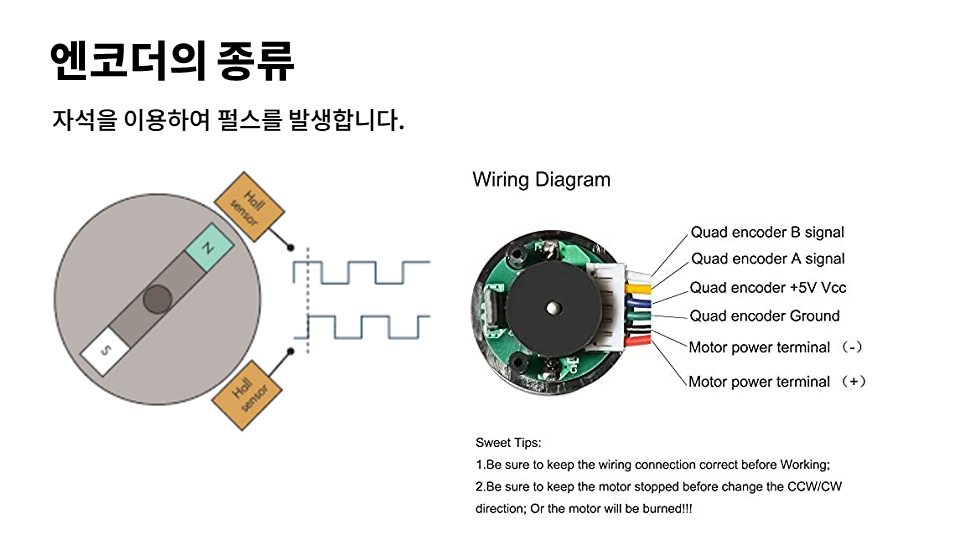 엔코더의 종류
자석을 이용하여 펄스를 발생합니다.
Hall
sensor
N
S
Hall
sensor
Wiring Diagram
Quad encoder B signal
Quad encoder A signal
Quad encoder +5V Vcc
Quad encoder Ground
Motor power terminal （-）
Motor power terminal （+）
Sweet Tips:
1.Be sure to keep the wiring connection correct before Working;
2.Be sure to keep the motor stopped before change the CCW/CW
direction; Or the motor will be burned!!!